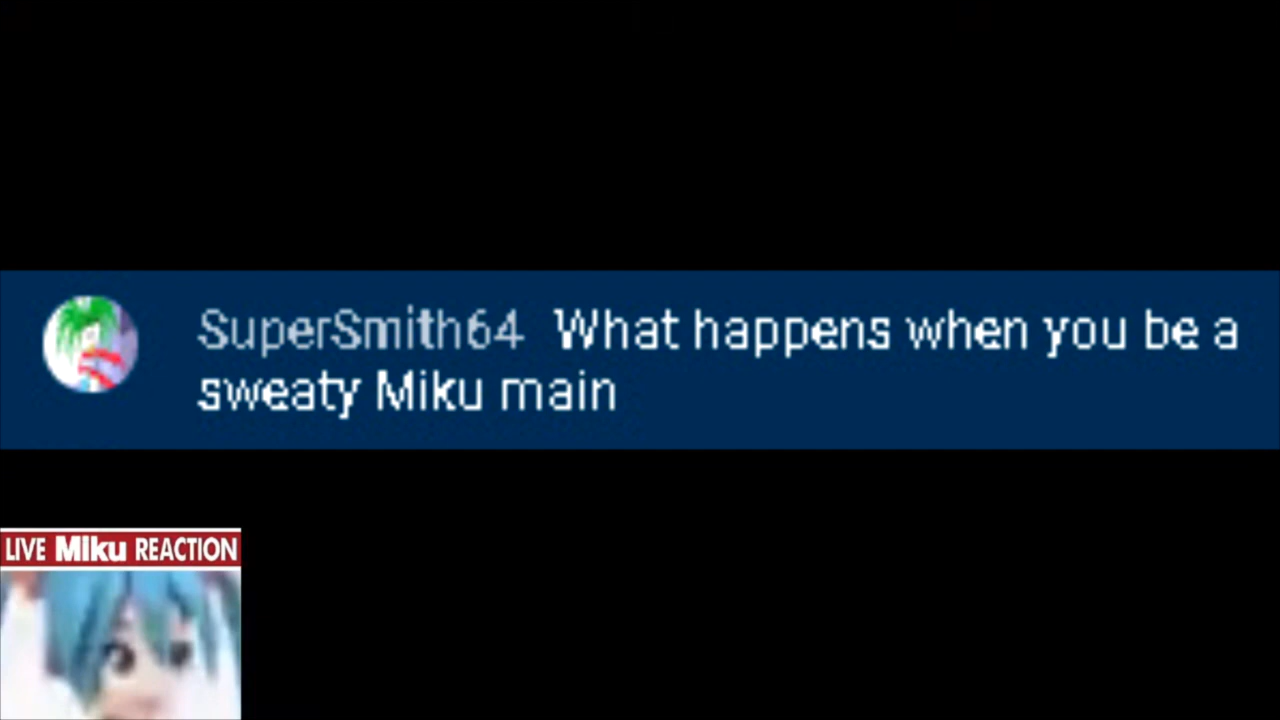 SuperSmith64 What happens when you be a
sweaty Miku main
LIVE Miku REACTION